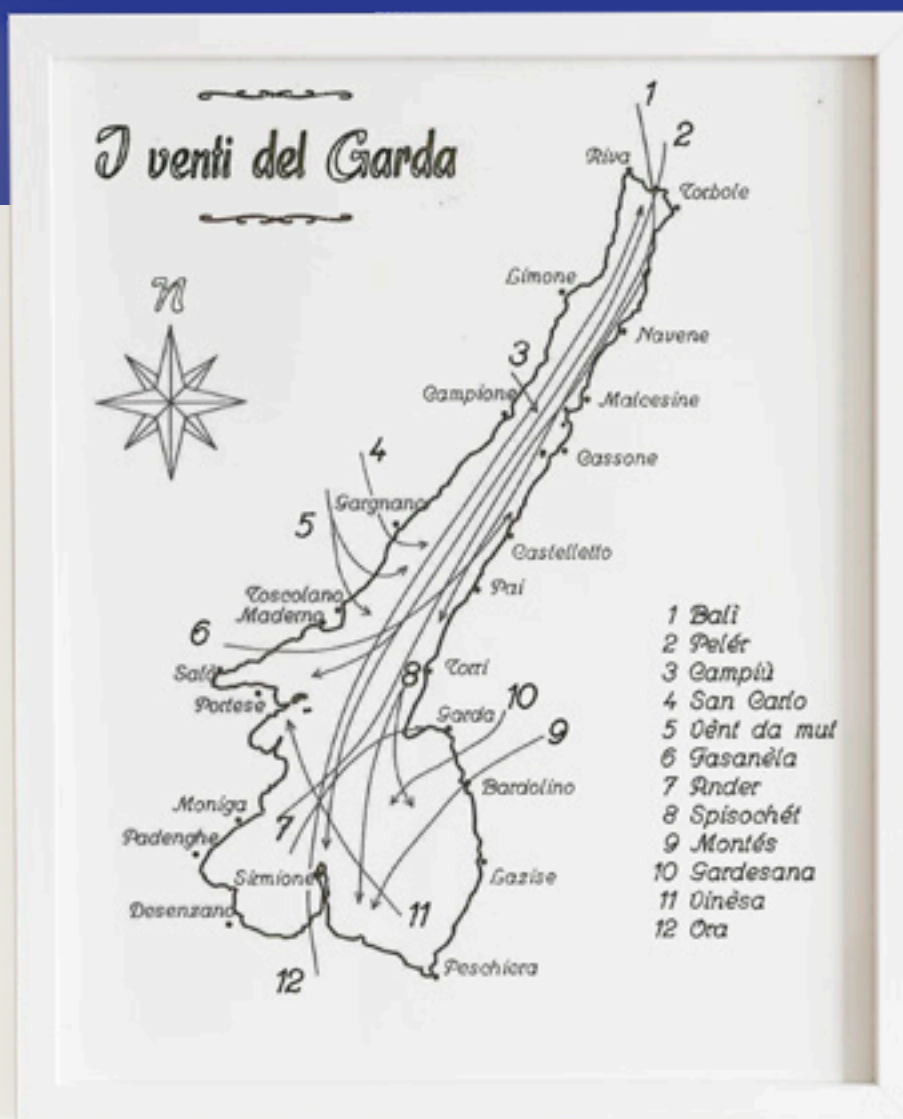 I venti del Garda
N
1
2
Riva
Torbole
Limone
Navene
3
Campione
Malcesine
Cassone
4
Gargnano
5
Castelletto
Pai
Toscolano
Maderno
6
Salò
8 Torri
Portese
10
Garda
9
Bardolino
Moniga
7
Padenghe
Sirmione
Lazise
Desenzano
11
Peschiera
12
1 Balì
2 Pelér
3 Campiù
4 San Carlo
5 Vênt da mut
6 Fasanèla
7 Ander
8 Spisochét
9 Montés
10 Gardesana
11 Vinèsa
12 Ora